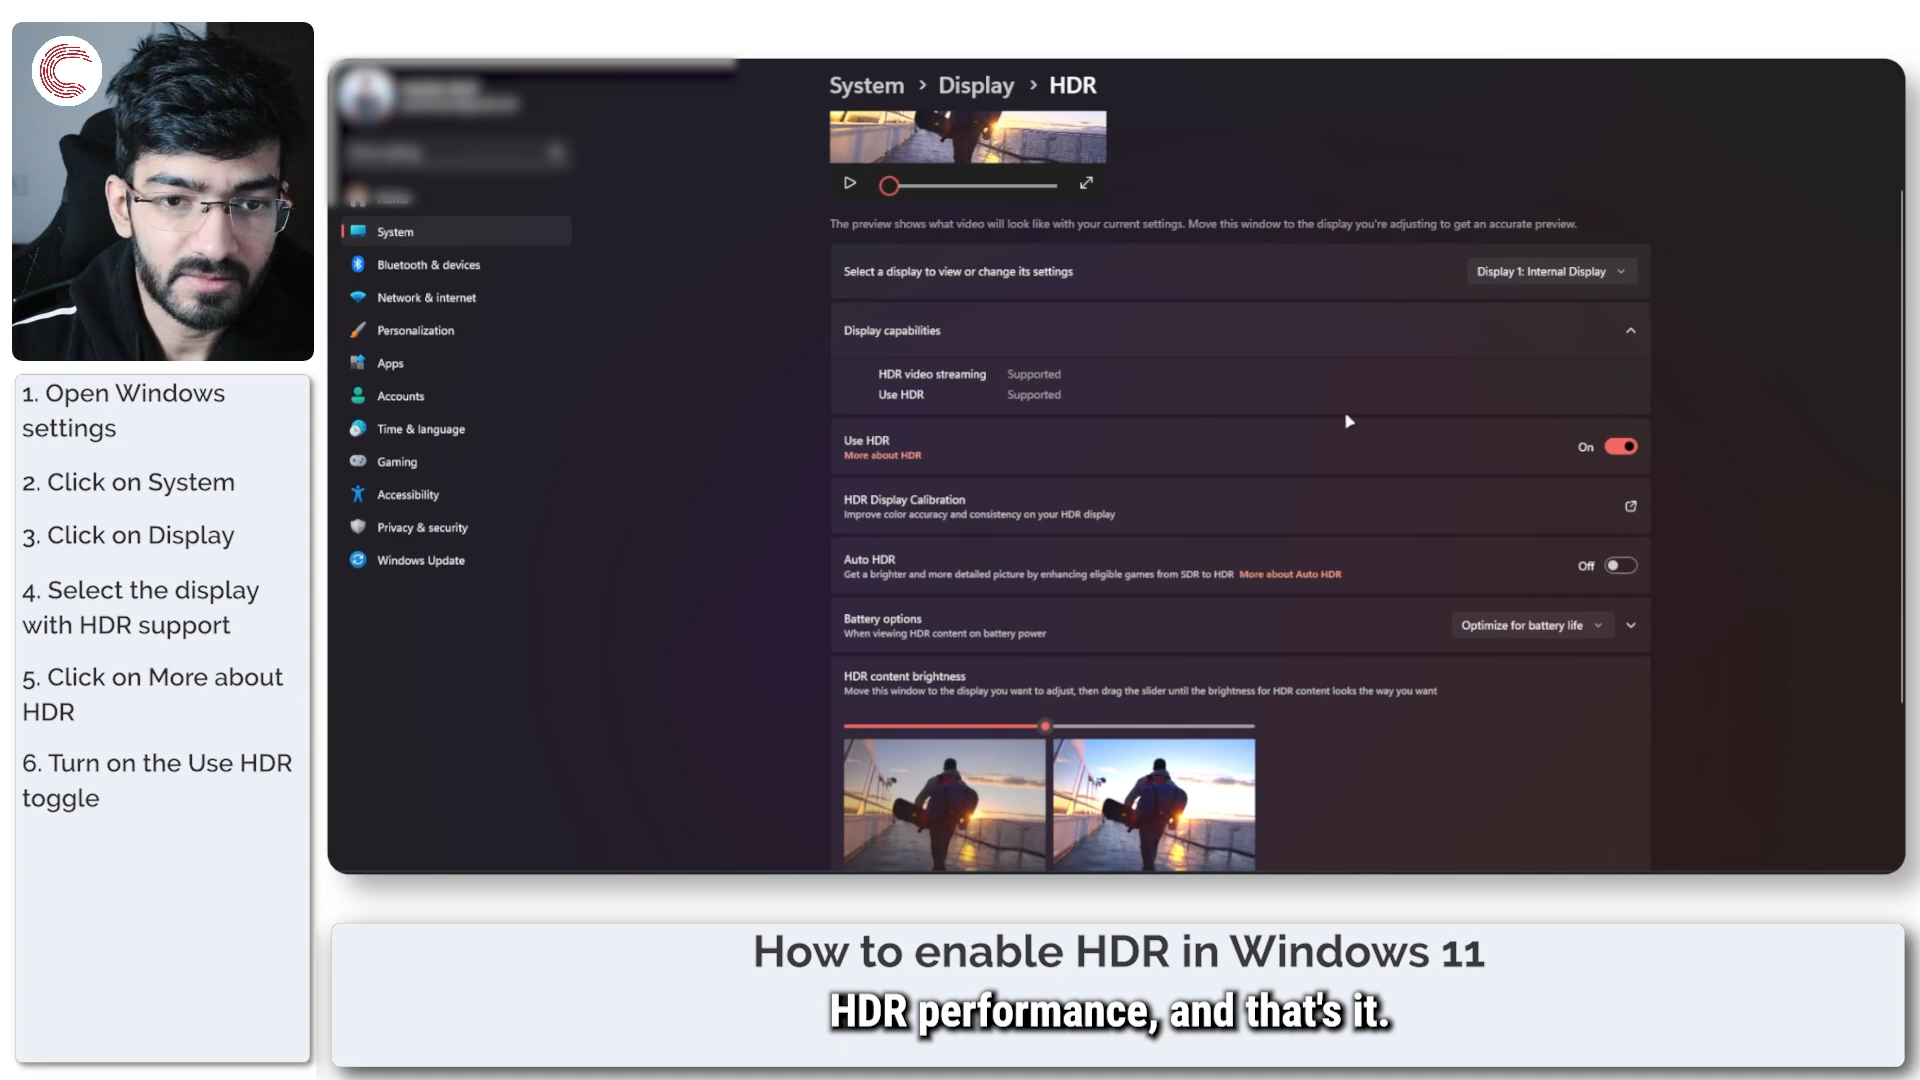 1. Open Windows
settings
2. Click on System
3. Click on Display
4. Select the display
with HDR support
5. Click on More about
HDR
6. Turn on the Use HDR
toggle
System
Bluetooth & devices
Network & internet
Personalization
Apps
Accounts
Time & language
Gaming
Accessibility
Privacy & security
Windows Update
System > Display > HDR
The preview shows what video will look like with your current settings. Move this window to the display you're adjusting to get an accurate preview.
Select a display to view or change its settings Display 1: Internal Display
Display capabilities
HDR video streaming Supported
Use HDR Supported
Use HDR
More about HDR
On
HDR Display Calibration
Improve color accuracy and consistency on your HDR display
Auto HDR
Get a brighter and more detailed picture by enhancing eligible games from SDR to HDR More about Auto HDR
Off
Battery options
When viewing HDR content on battery power
Optimize for battery life
HDR content brightness
Move this window to the display you want to adjust, then drag the slider until the brightness for HDR content looks the way you want
How to enable HDR in Windows 11
HDR performance, and that's it.